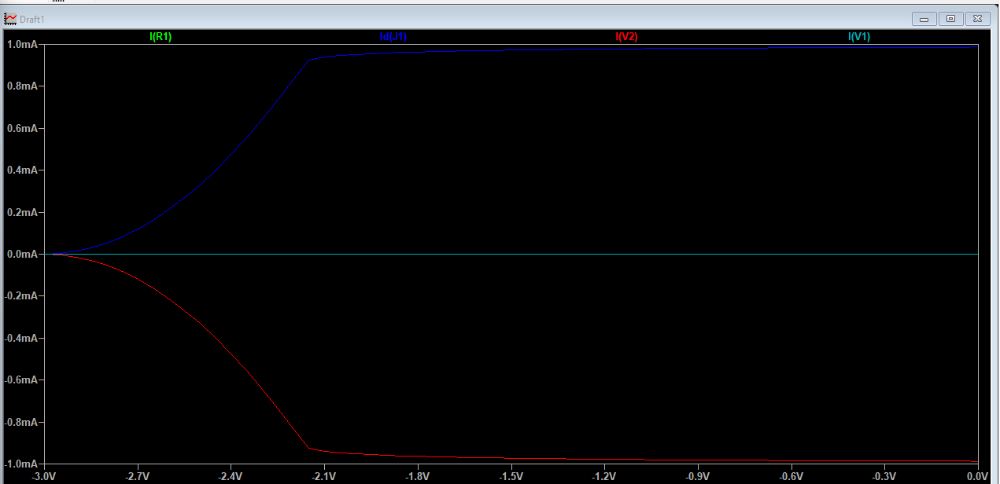 Draft1
I(R1) Id(J1) I(V2) I(V1)
1.0mA
0.8mA
0.6mA
0.4mA
0.2mA
0.0mA
-0.2mA
-0.4mA
-0.6mA
-0.8mA
-1.0mA
-3.0V -2.7V -2.4V -2.1V -1.8V -1.5V -1.2V -0.9V -0.6V -0.3V 0.0V